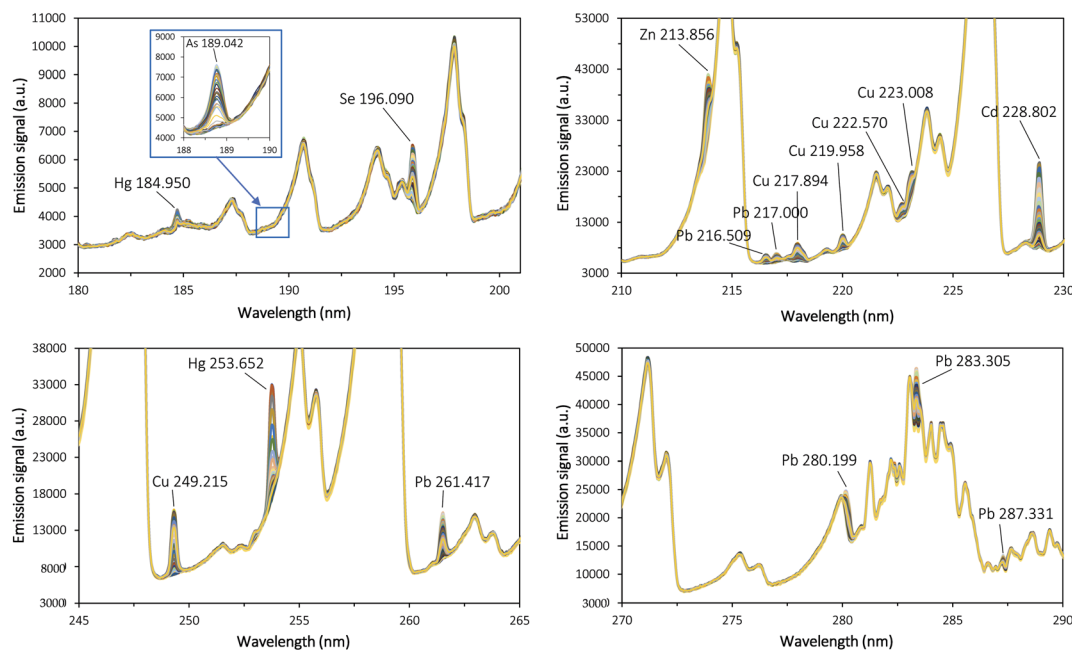 11000
10000
9000
8000
7000
6000
5000
4000
3000
2000
Emission signal (a.u.)
As 189.042
9000
8000
7000
6000
5000
4000
188
189
190
Emission signal (a.u.)
Hg 184.950
Se 196.090
180
185
190
195
200
Wavelength (nm)
53000
43000
33000
23000
13000
3000
Emission signal (a.u.)
Zn 213.856
Cu 223.008
Cu 222.570
Cu 219.958
Cu 217.894
Pb 217.000
Pb 216.509
Cd 228.802
210
215
220
225
230
Wavelength (nm)
38000
33000
28000
23000
18000
13000
8000
3000
Emission signal (a.u.)
Hg 253.652
Cu 249.215
Pb 261.417
245
250
255
260
265
Wavelength (nm)
50000
45000
40000
35000
30000
25000
20000
15000
10000
5000
3000
Emission signal (a.u.)
Pb 283.305
Pb 280.199
Pb 287.331
270
275
280
285
290
Wavelength (nm)